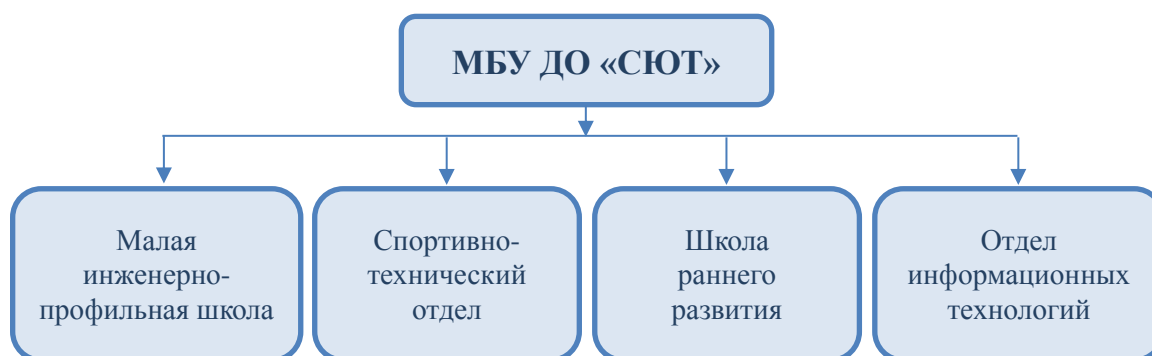 МБУ ДО «СЮТ»
Малая
инженерно-
профильная школа
Спортивно-
технический
отдел
Школа
раннего
развития
Отдел
информационных
технологий